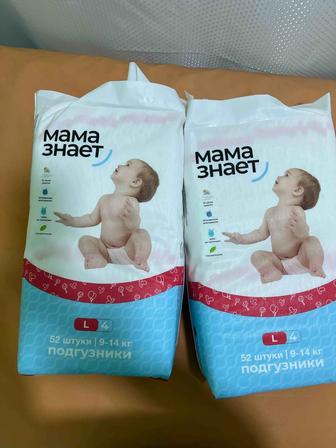 мама
знает
L 4
52 штуки | 9-14 кг
подгузники
мама
знает
L 4
52 штуки | 9-14 кг
подгузники